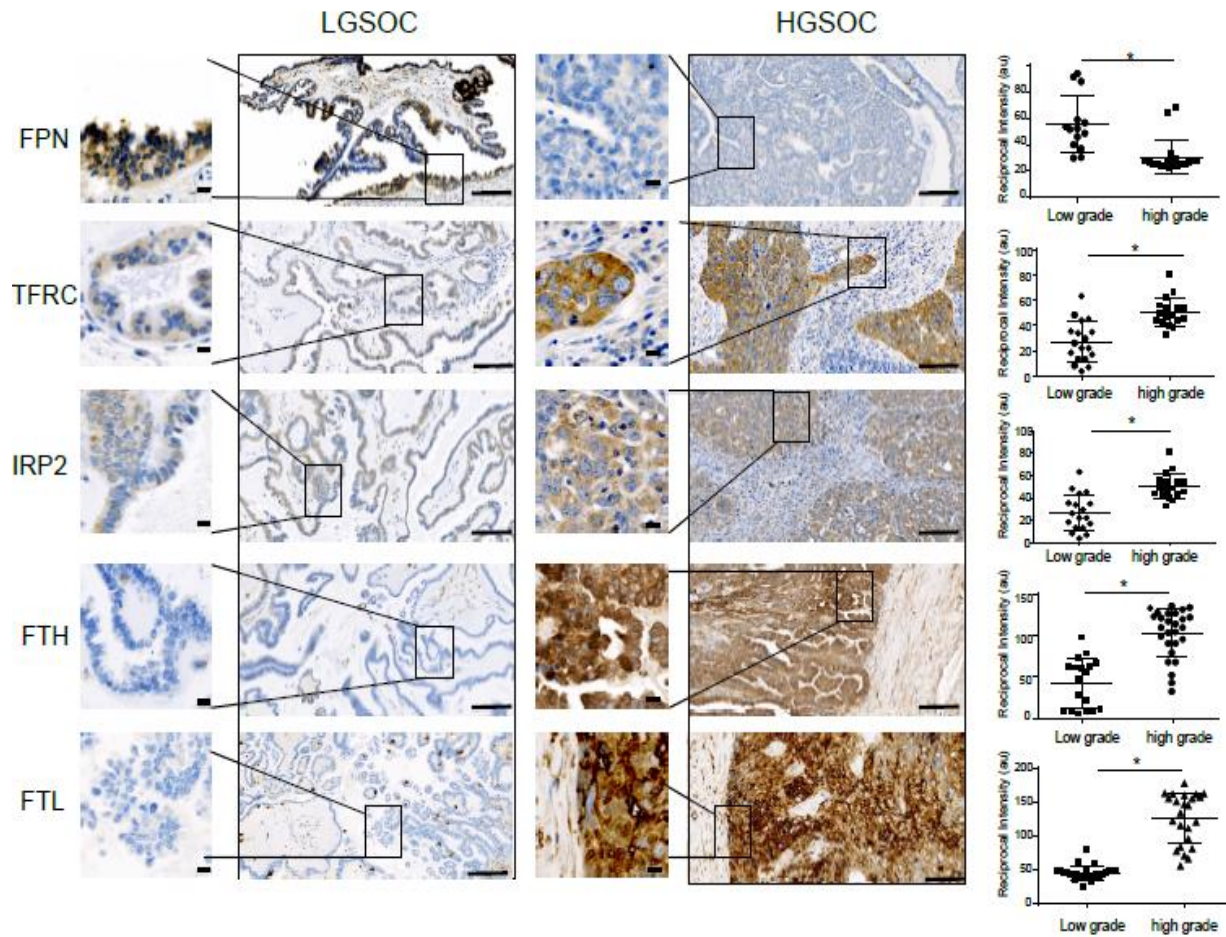 LGSOC
HGSOC
FPN
Reciprocal Intensity (au)
80
60
40
20
0
*
Low grade
high grade
TFRC
Reciprocal Intensity (au)
100
80
60
40
20
0
*
Low grade
high grade
IRP2
Reciprocal Intensity (au)
100
80
60
40
20
0
*
Low grade
high grade
FTH
Reciprocal Intensity (au)
150
100
50
0
*
Low grade
high grade
FTL
Reciprocal Intensity (au)
200
150
100
50
0
*
Low grade
high grade